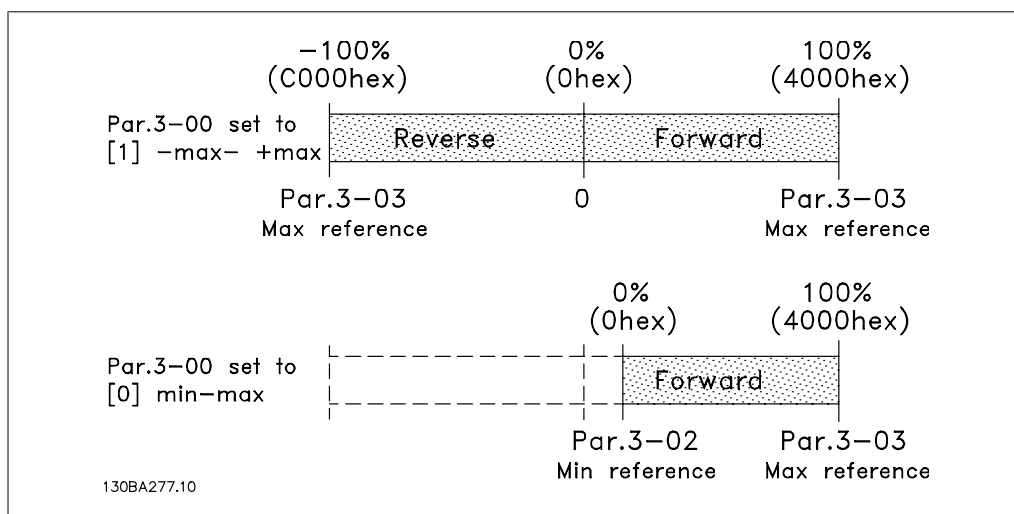 -100% 0% 100%
(C000hex) (0hex) (4000hex)
Par.3-00 set to
[1] -max- +max
Reverse Forward
Par.3-03 0 Par.3-03
Max reference Max reference
0% 100%
(0hex) (4000hex)
Par.3-00 set to
[0] min-max
Forward
Par.3-02 Par.3-03
Min reference Max reference
130BA277.10